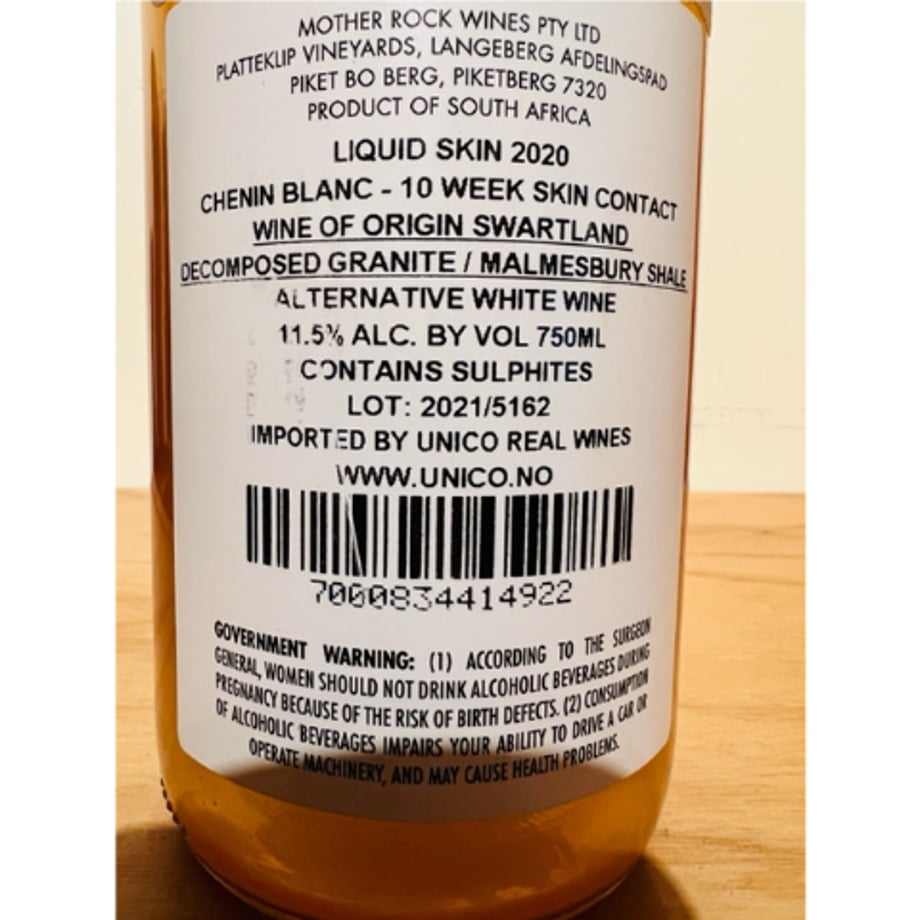 MOTHER ROCK WINES PTY LTD
PLATTEKLIP VINEYARDS, LANGEBERG AFDELINGSPAD
PIKET BO BERG, PIKETBERG 7320
PRODUCT OF SOUTH AFRICA
LIQUID SKIN 2020
CHENIN BLANC - 10 WEEK SKIN CONTACT
WINE OF ORIGIN SWARTLAND
DECOMPOSED GRANITE / MALMESBURY SHALE
ALTERNATIVE WHITE WINE
11.5% ALC. BY VOL 750ML
CONTAINS SULPHITES
LOT: 2021/5162
IMPORTED BY UNICO REAL WINES
WWW.UNICO.NO
7000834414922
GOVERNMENT WARNING: (1) ACCORDING TO THE SURGEON
GENERAL, WOMEN SHOULD NOT DRINK ALCOHOLIC BEVERAGES DURING
PREGNANCY BECAUSE OF THE RISK OF BIRTH DEFECTS. (2) CONSUMPTION
OF ALCOHOLIC BEVERAGES IMPAIRS YOUR ABILITY TO DRIVE A CAR OR
OPERATE MACHINERY, AND MAY CAUSE HEALTH PROBLEMS.